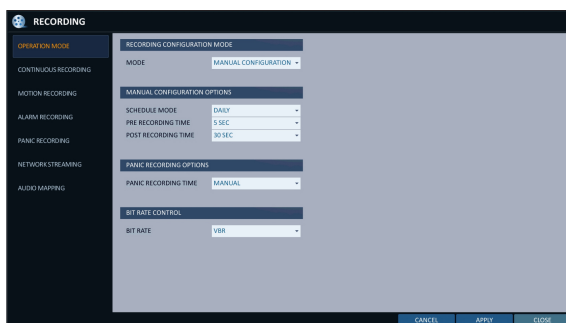 RECORDING
OPERATION MODE
CONTINUOUS RECORDING
MOTION RECORDING
ALARM RECORDING
PANIC RECORDING
NETWORK STREAMING
AUDIO MAPPING
RECORDING CONFIGURATION MODE
MODE MANUAL CONFIGURATION
MANUAL CONFIGURATION OPTIONS
SCHEDULE MODE DAILY
PRE RECORDING TIME 5 SEC
POST RECORDING TIME 30 SEC
PANIC RECORDING OPTIONS
PANIC RECORDING TIME MANUAL
BIT RATE CONTROL
BIT RATE VBR
CANCEL APPLY CLOSE